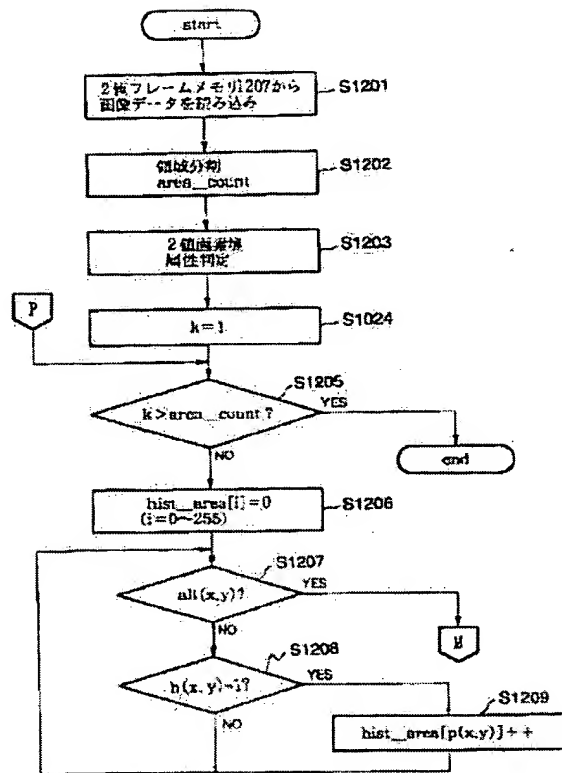 start
2値フレームメモリ1207から
画像データを読み込み
S1201
領域分割
area_count
S1202
2値画素塊
属性判定
S1203
P
k=1
S1024
S1205
k>area_count?
YES
NO
end
hist_area[i]=0
(i=0～255)
S1206
S1207
all(x,y)?
YES
NO
M
S1208
YES
NO
S1209
hist_area[p(x,y)]++